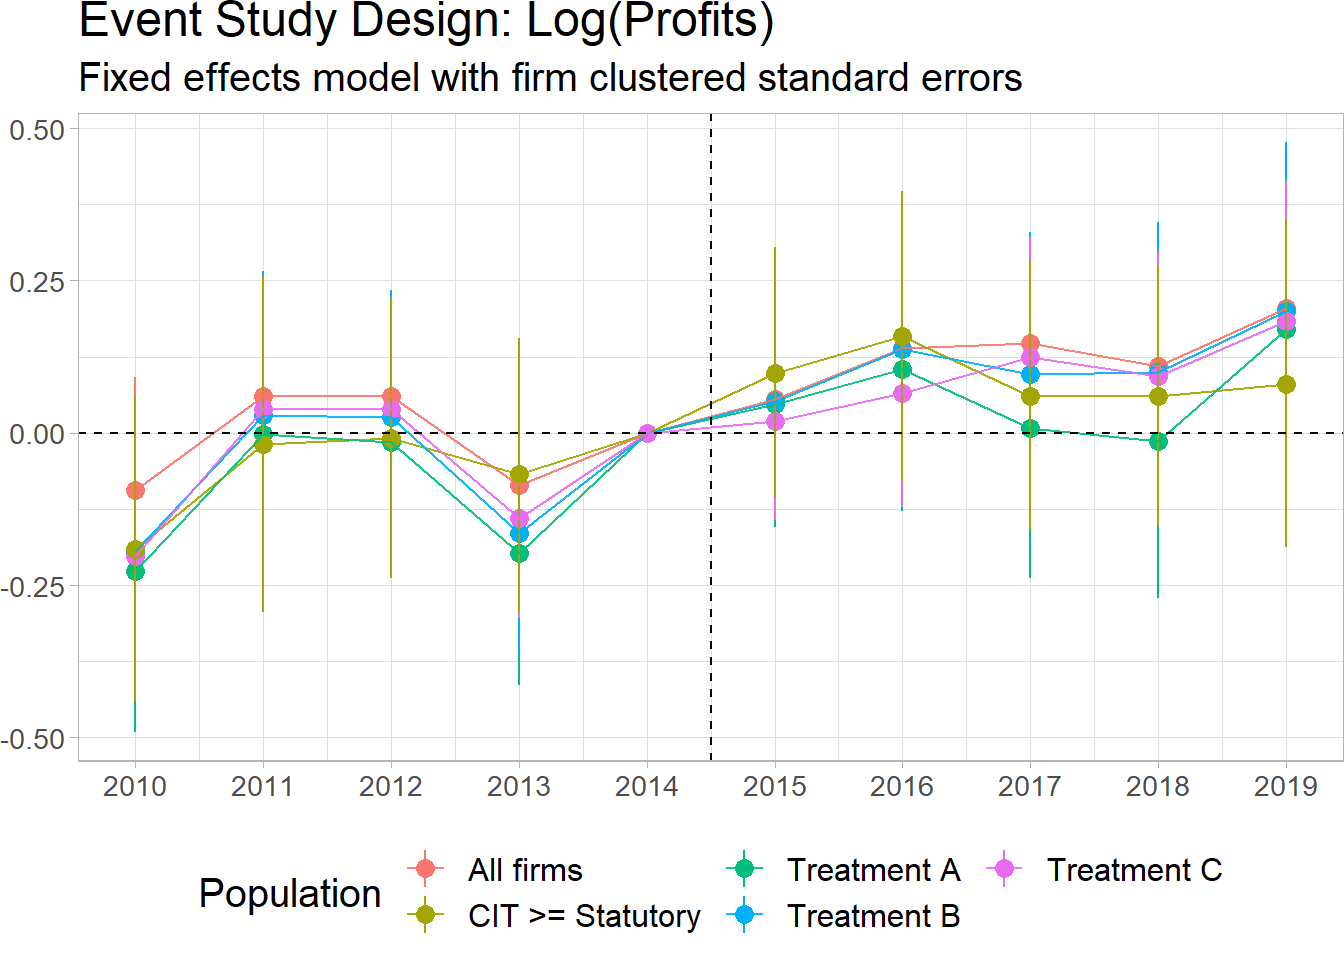 Event Study Design: Log(Profits)
Fixed effects model with firm clustered standard errors
0.50
0.25
0.00
-0.25
-0.50
2010 2011 2012 2013 2014 2015 2016 2017 2018 2019
Population
All firms
CIT >= Statutory
Treatment A
Treatment B
Treatment C